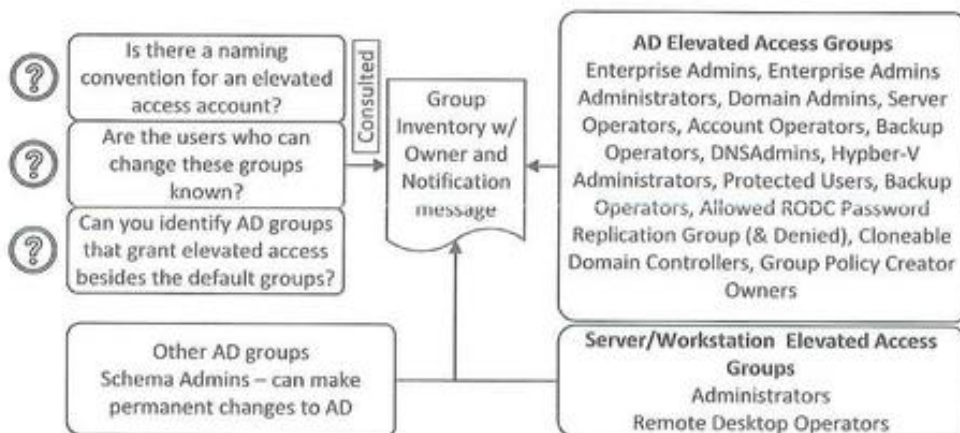 Is there a naming
convention for an elevated
access account?
Are the users who can
change these groups
known?
Can you identify AD groups
that grant elevated access
besides the default groups?
Consulted
Group
Inventory w/
Owner and
Notification
message
AD Elevated Access Groups
Enterprise Admins, Enterprise Admins
Administrators, Domain Admins, Server
Operators, Account Operators, Backup
Operators, DNSAdmins, Hypber-V
Administrators, Protected Users, Backup
Operators, Allowed RODC Password
Replication Group (& Denied), Cloneable
Domain Controllers, Group Policy Creator
Owners
Other AD groups
Schema Admins – can make
permanent changes to AD
Server/Workstation Elevated Access
Groups
Administrators
Remote Desktop Operators